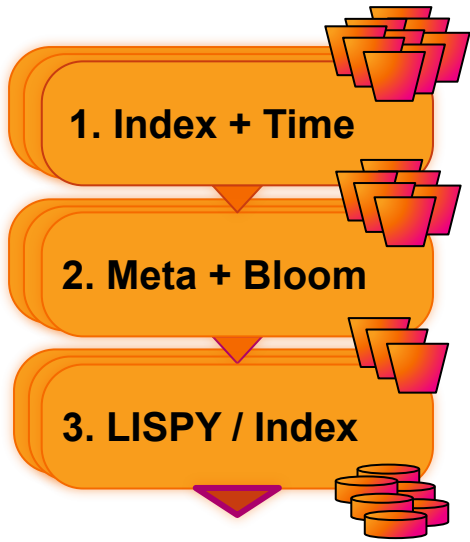 1. Index + Time
2. Meta + Bloom
3. LISPY / Index